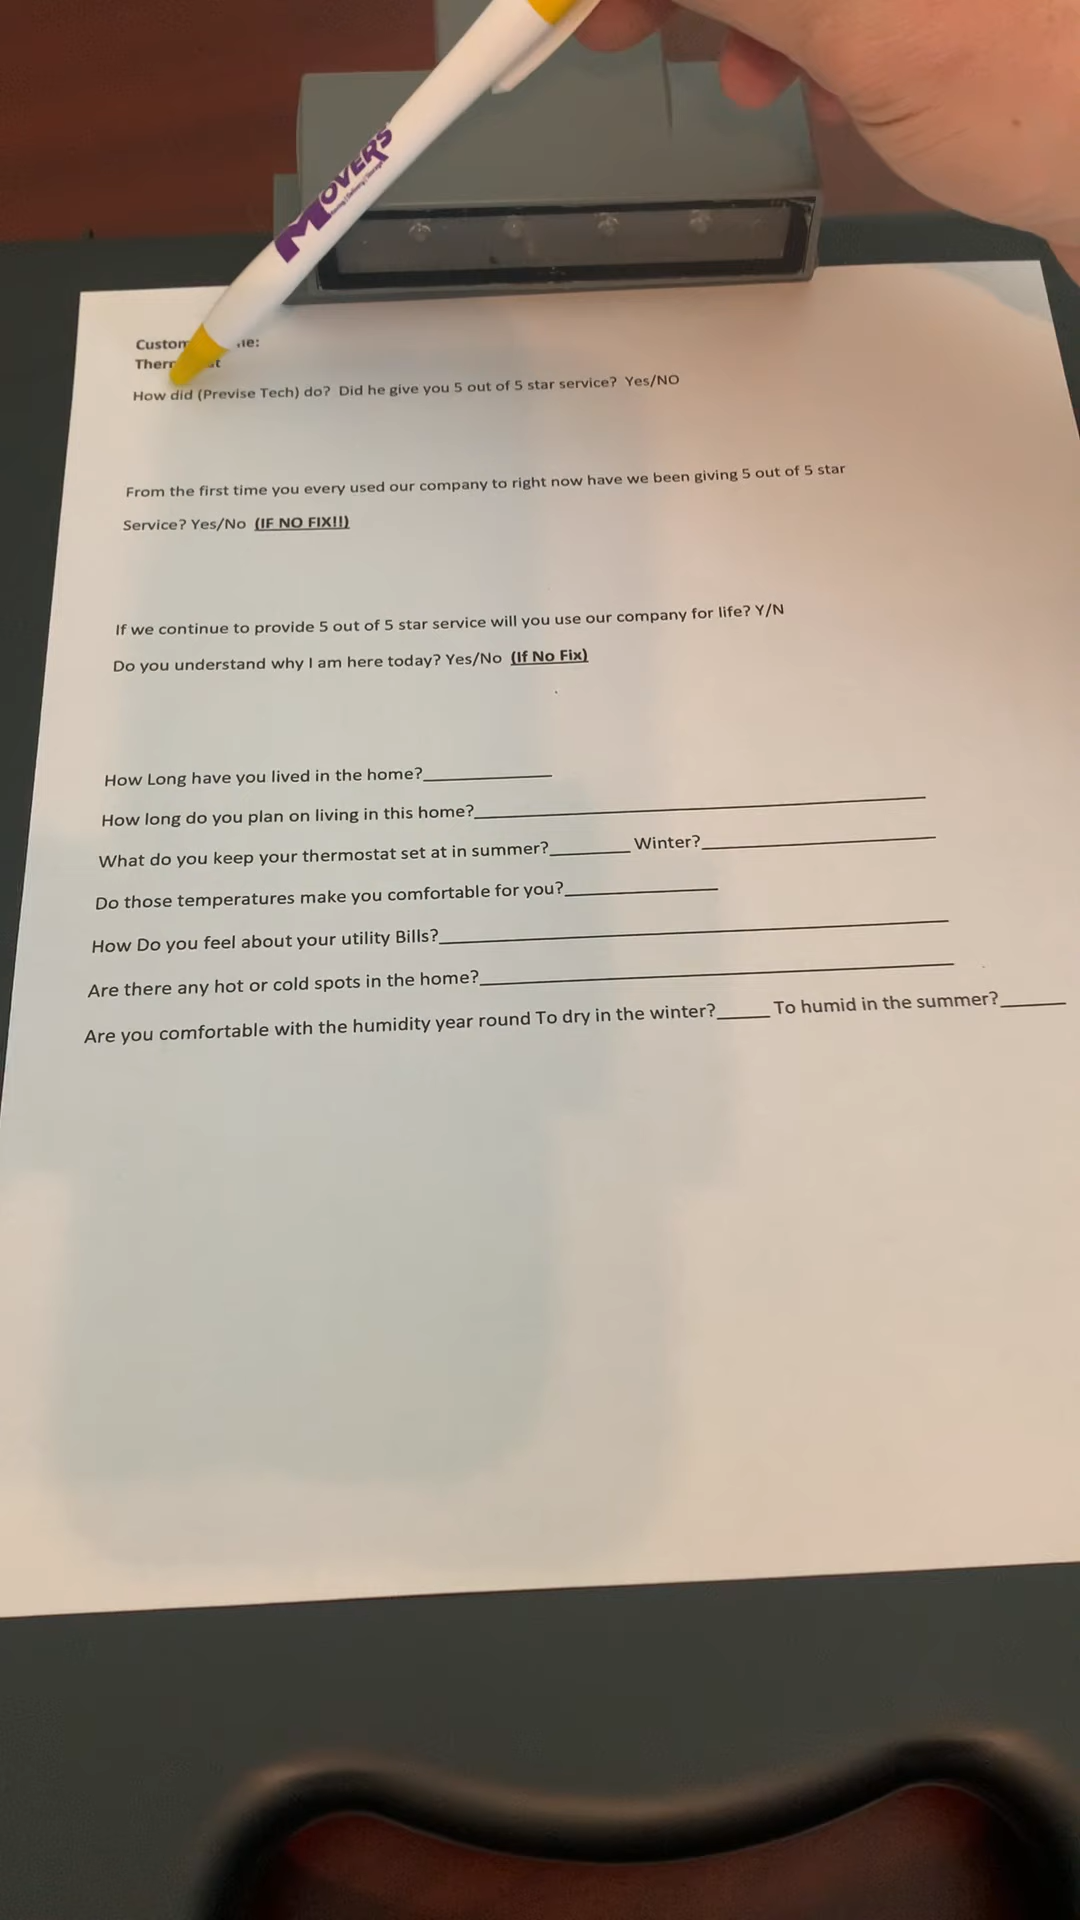 MOVERS
How did (Previse Tech) do? Did he give you 5 out of 5 star service? Yes/NO
From the first time you every used our company to right now have we been giving 5 out of 5 star
Service? Yes/No (IF NO FIX!!)
If we continue to provide 5 out of 5 star service will you use our company for life? Y/N
Do you understand why I am here today? Yes/No (If No Fix)
How Long have you lived in the home?
How long do you plan on living in this home?
What do you keep your thermostat set at in summer? Winter?
Do those temperatures make you comfortable for you?
How Do you feel about your utility Bills?
Are there any hot or cold spots in the home?
Are you comfortable with the humidity year round To dry in the winter? To humid in the summer?